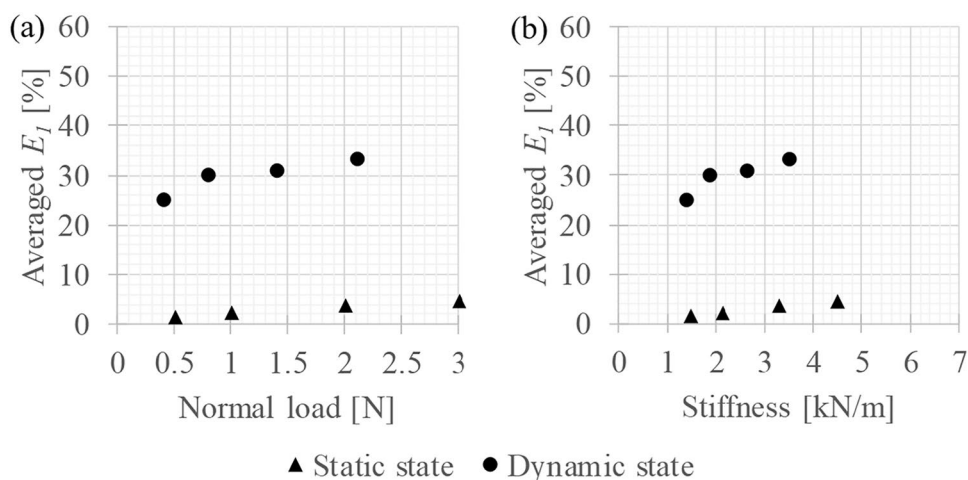 (a)
Averaged E1 [%]
60
50
40
30
20
10
0
0 0.5 1 1.5 2 2.5 3
Normal load [N]
(b)
Averaged E1 [%]
60
50
40
30
20
10
0
0 1 2 3 4 5 6 7
Stiffness [kN/m]
▲ Static state ● Dynamic state